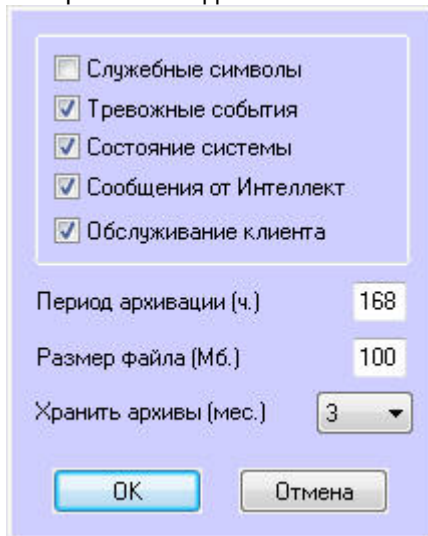 Служебные символы
Тревожные события
Состояние системы
Сообщения от Интеллект
Обслуживание клиента
Период архивации (ч.) 168
Размер файла (Мб.) 100
Хранить архивы (мес.) 3
OK Отмена